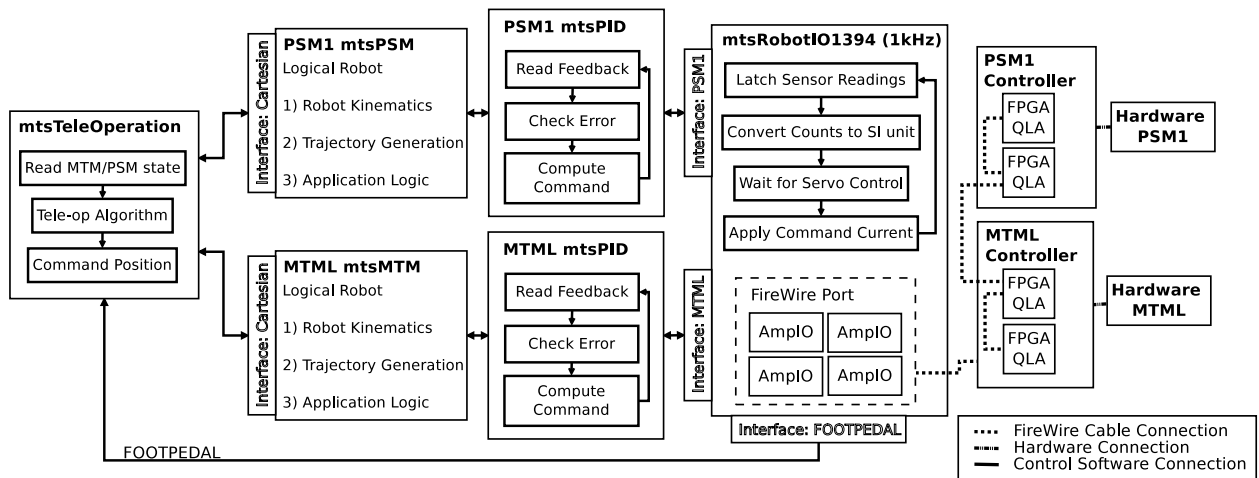 mtsTeleOperation
Read MTM/PSM state
Tele-op Algorithm
Command Position
Interface: Cartesian
PSM1 mtsPSM
Logical Robot
1) Robot Kinematics
2) Trajectory Generation
3) Application Logic
PSM1 mtsPID
Read Feedback
Check Error
Compute
Command
Interface: Cartesian
MTML mtsMTM
Logical Robot
1) Robot Kinematics
2) Trajectory Generation
3) Application Logic
MTML mtsPID
Read Feedback
Check Error
Compute
Command
Interface: PSM1
Interface: MTML
mtsRobotIO1394 (1kHz)
Latch Sensor Readings
Convert Counts to SI unit
Wait for Servo Control
Apply Command Current
FireWire Port
AmpIO
AmpIO
AmpIO
AmpIO
Interface: FOOTPEDAL
FOOTPEDAL
PSM1
Controller
FPGA
QLA
FPGA
QLA
Hardware
PSM1
MTML
Controller
FPGA
QLA
FPGA
QLA
Hardware
MTML
FireWire Cable Connection
Hardware Connection
Control Software Connection